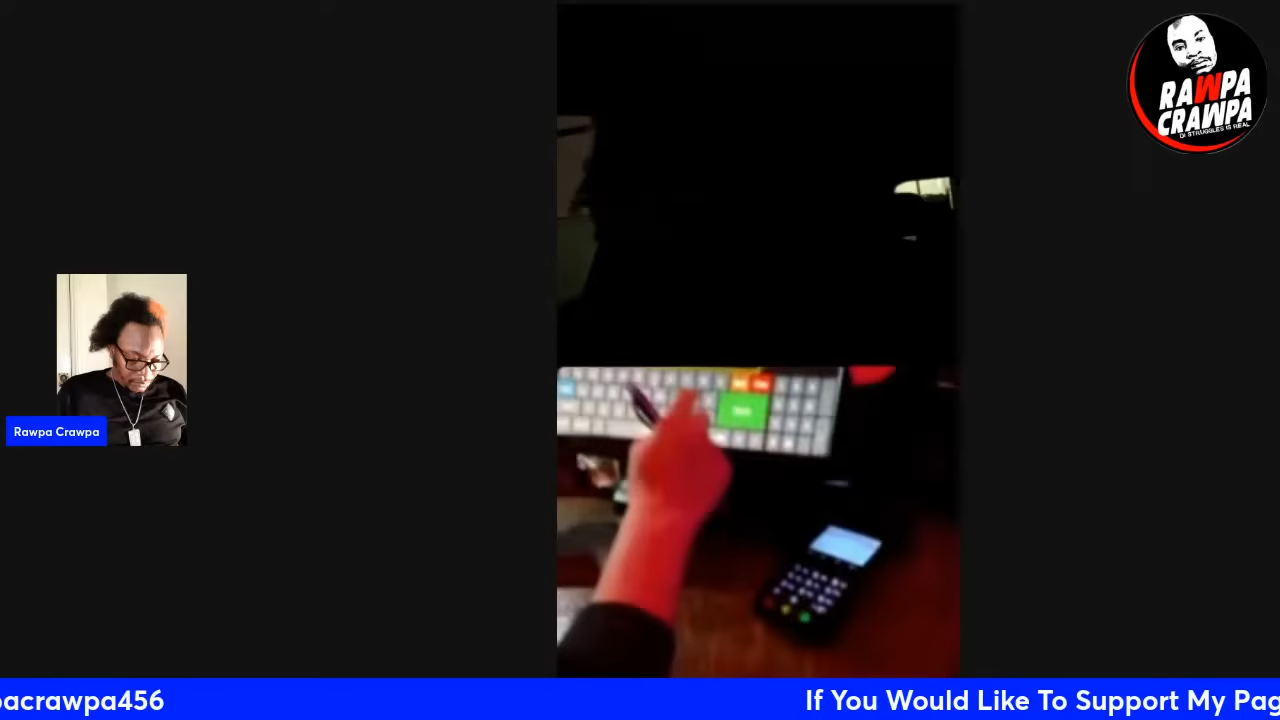 RAWPA
CRAWPA
DI STRUGGLES IS REAL
Rawpa Crawpa
pacrawpa456
If You Would Like To Support My Pag